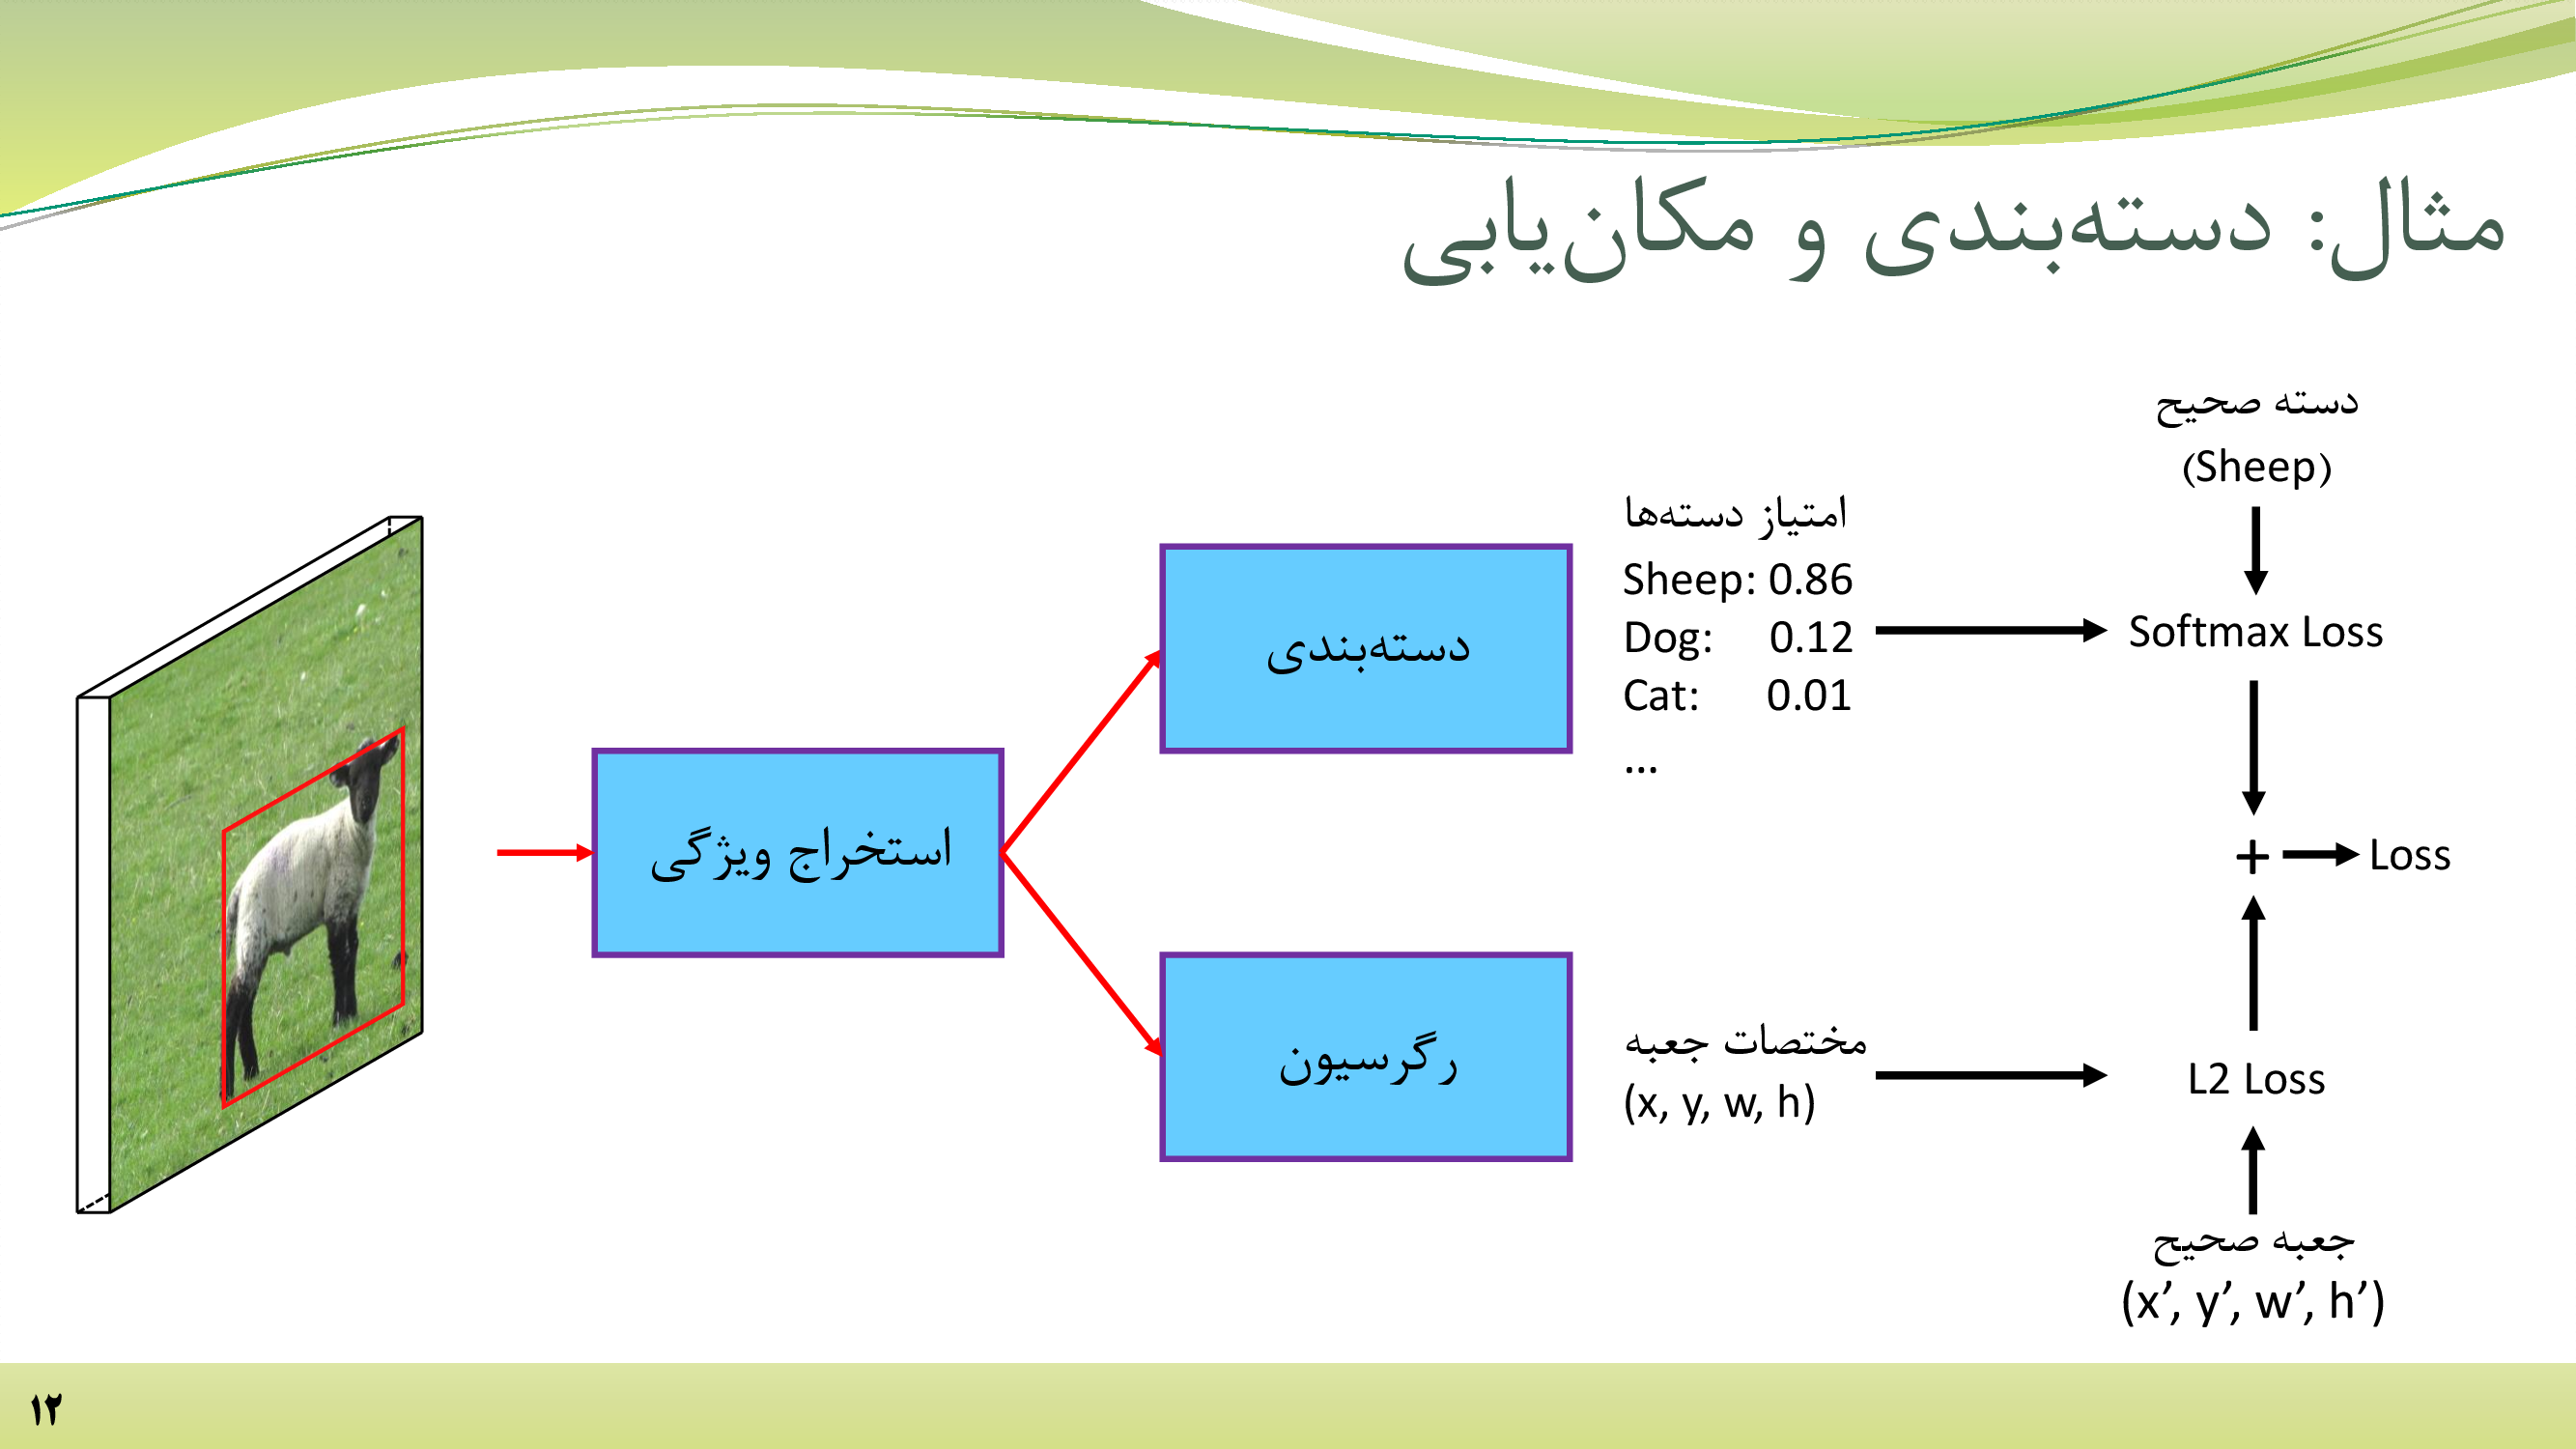 مثال: دسته‌بندی و مکان‌یابی
دسته صحیح
(Sheep)
امتیاز دسته‌ها
Sheep: 0.86
Dog: 0.12
Cat: 0.01
...
دسته‌بندی
Softmax Loss
استخراج ویژگی
+
Loss
رگرسیون
مختصات جعبه
(x, y, w, h)
L2 Loss
جعبه صحیح
(x’, y’, w’, h’)
۱۲